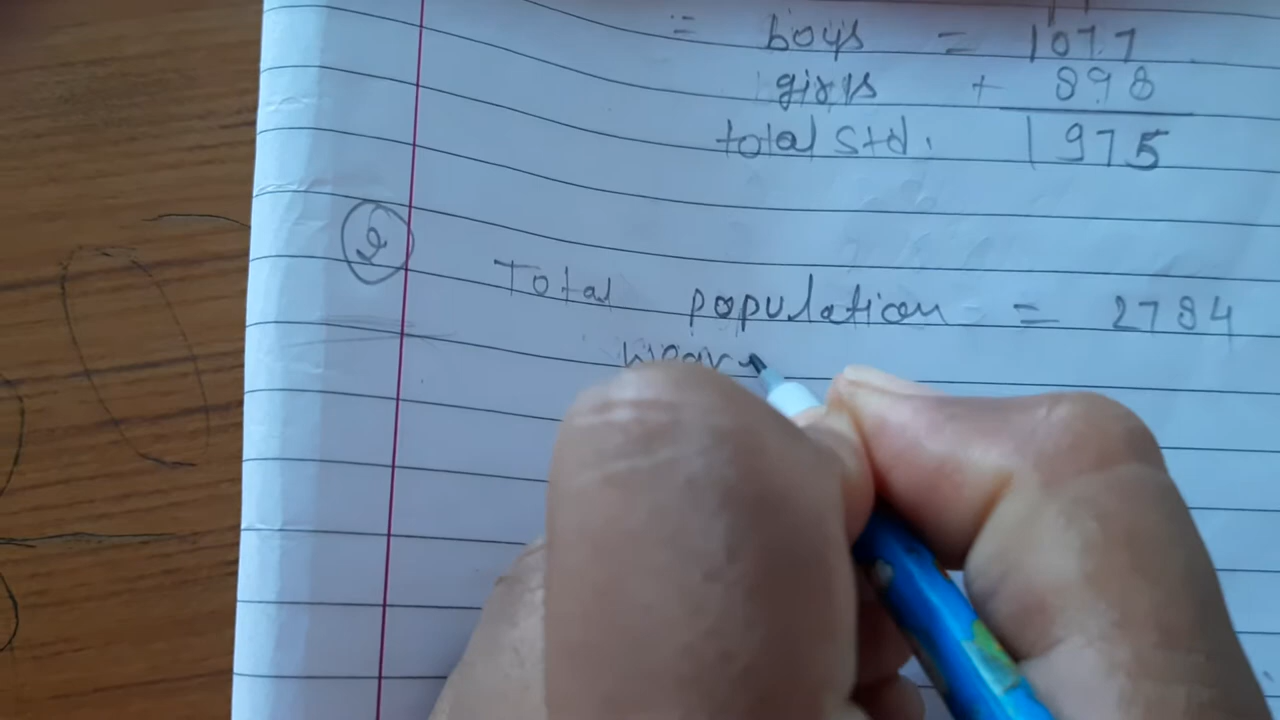 = boys = 1077
girls + 898
total std. 1975
2 Total population = 2784